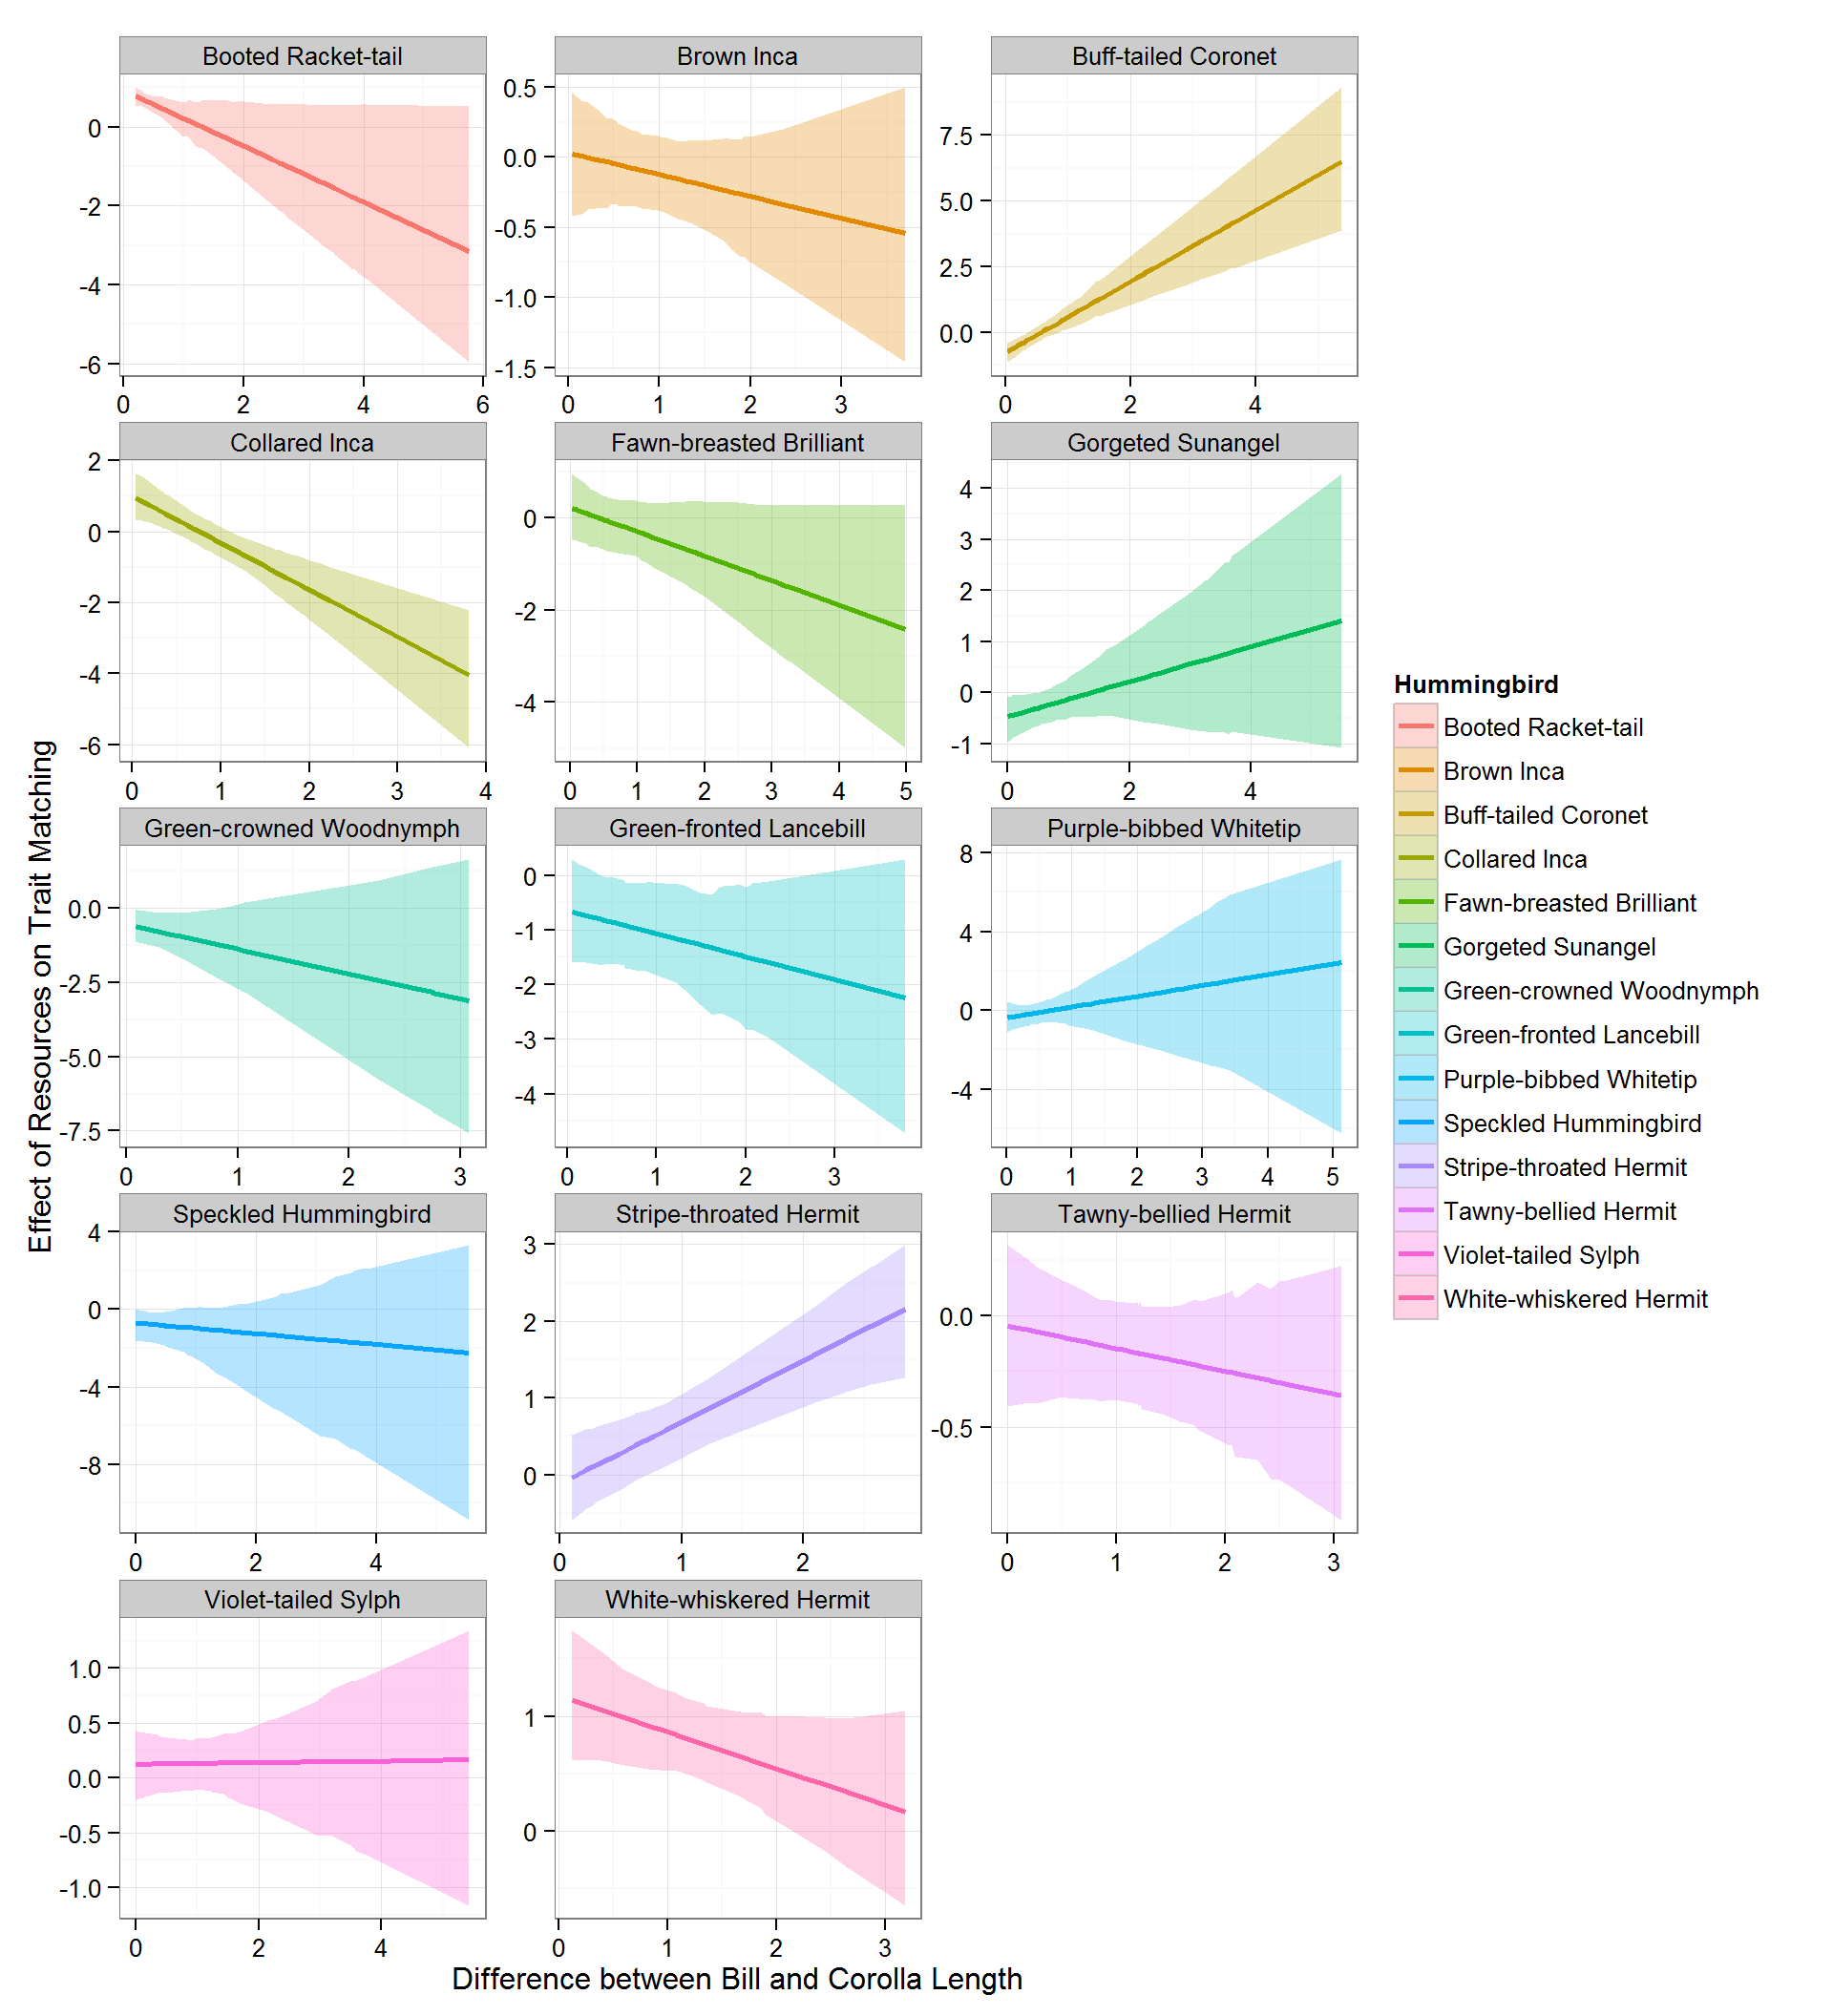 Booted Racket-tail Brown Inca Buff-tailed Coronet
0 -2 -4 -6
0 2 4 6
0.5 0.0 -0.5 -1.0 -1.5
0 1 2 3
7.5 5.0 2.5 0.0
0 2 4
Collared Inca Fawn-breasted Brilliant Gorgeted Sunangel
2 0 -2 -4 -6
0 1 2 3 4
0 -2 -4
0 1 2 3 4 5
4 3 2 1 0 -1
0 2 4
Green-crowned Woodnymph Green-fronted Lancebill Purple-bibbed Whitetip
0.0 -2.5 -5.0 -7.5
0 1 2 3
0 -1 -2 -3 -4
0 1 2 3
8 4 0 -4
0 1 2 3 4 5
Speckled Hummingbird Stripe-throated Hermit Tawny-bellied Hermit
4 0 -4 -8
0 2 4
3 2 1 0
0 1 2
0.0 -0.5
0 1 2 3
Violet-tailed Sylph White-whiskered Hermit
1.0 0.5 0.0 -0.5 -1.0
0 2 4
1 0
0 1 2 3
Effect of Resources on Trait Matching
Difference between Bill and Corolla Length
Hummingbird
Booted Racket-tail
Brown Inca
Buff-tailed Coronet
Collared Inca
Fawn-breasted Brilliant
Gorgeted Sunangel
Green-crowned Woodnymph
Green-fronted Lancebill
Purple-bibbed Whitetip
Speckled Hummingbird
Stripe-throated Hermit
Tawny-bellied Hermit
Violet-tailed Sylph
White-whiskered Hermit